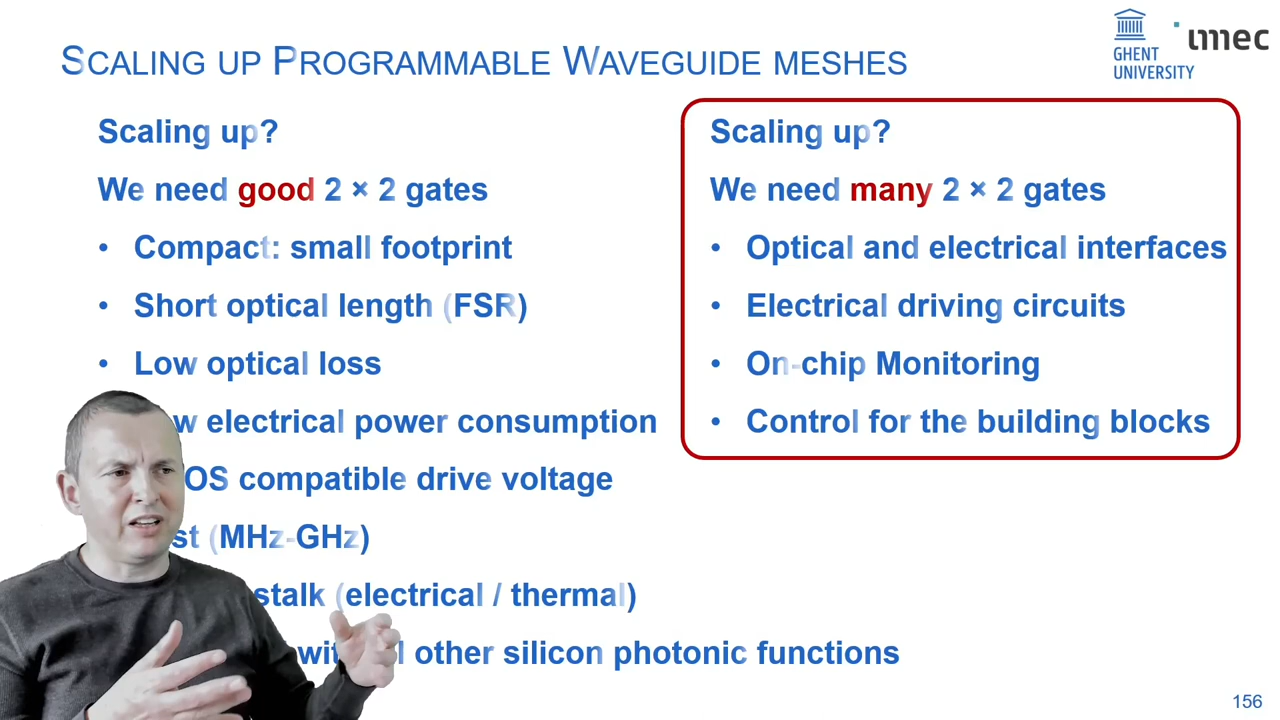 SCALING UP PROGRAMMABLE WAVEGUIDE MESHES
GHENT
UNIVERSITY
imec
Scaling up?
We need good 2 × 2 gates
• Compact: small footprint
• Short optical length (FSR)
• Low optical loss
electrical power consumption
compatible drive voltage
(MHz-GHz)
(electrical / thermal)
other silicon photonic functions
Scaling up?
We need many 2 × 2 gates
• Optical and electrical interfaces
• Electrical driving circuits
• On-chip Monitoring
• Control for the building blocks
156